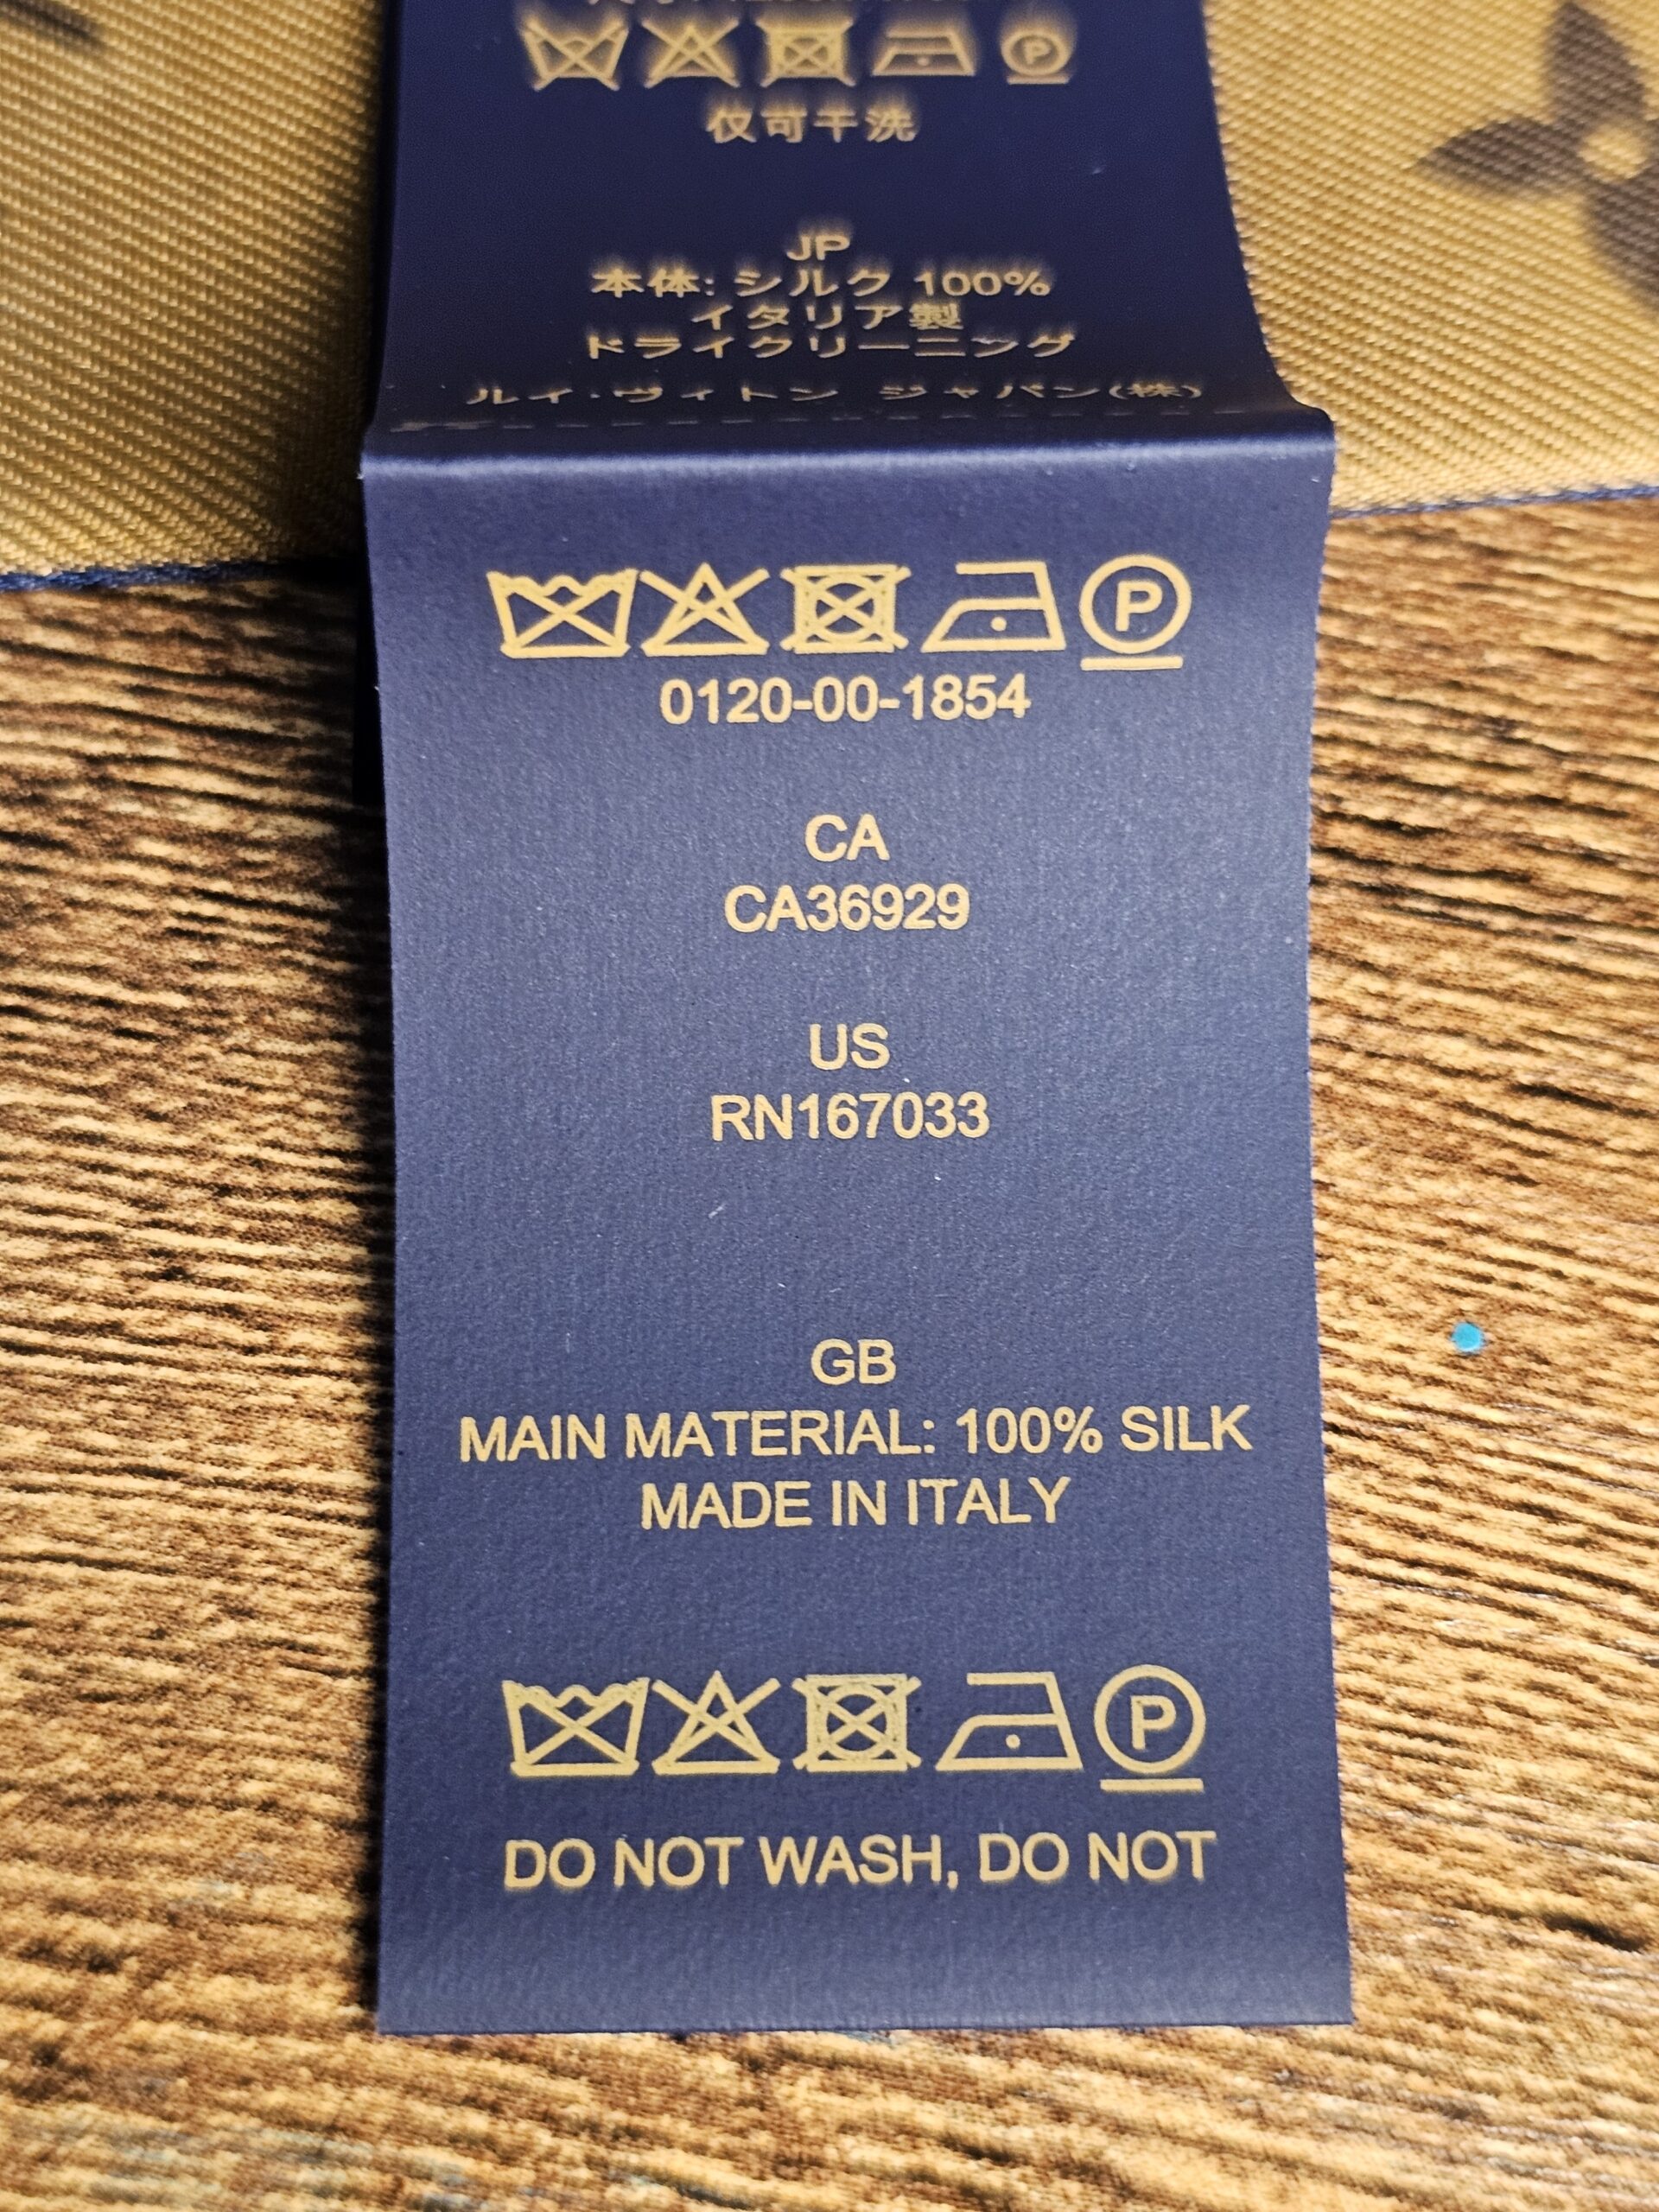 仅可干洗
JP
本体: シルク 100%
イタリア製
ドライクリーニング
ルイ·ヴィトン ジャパン(株)
0120-00-1854
CA
CA36929
US
RN167033
GB
MAIN MATERIAL: 100% SILK
MADE IN ITALY
DO NOT WASH, DO NOT